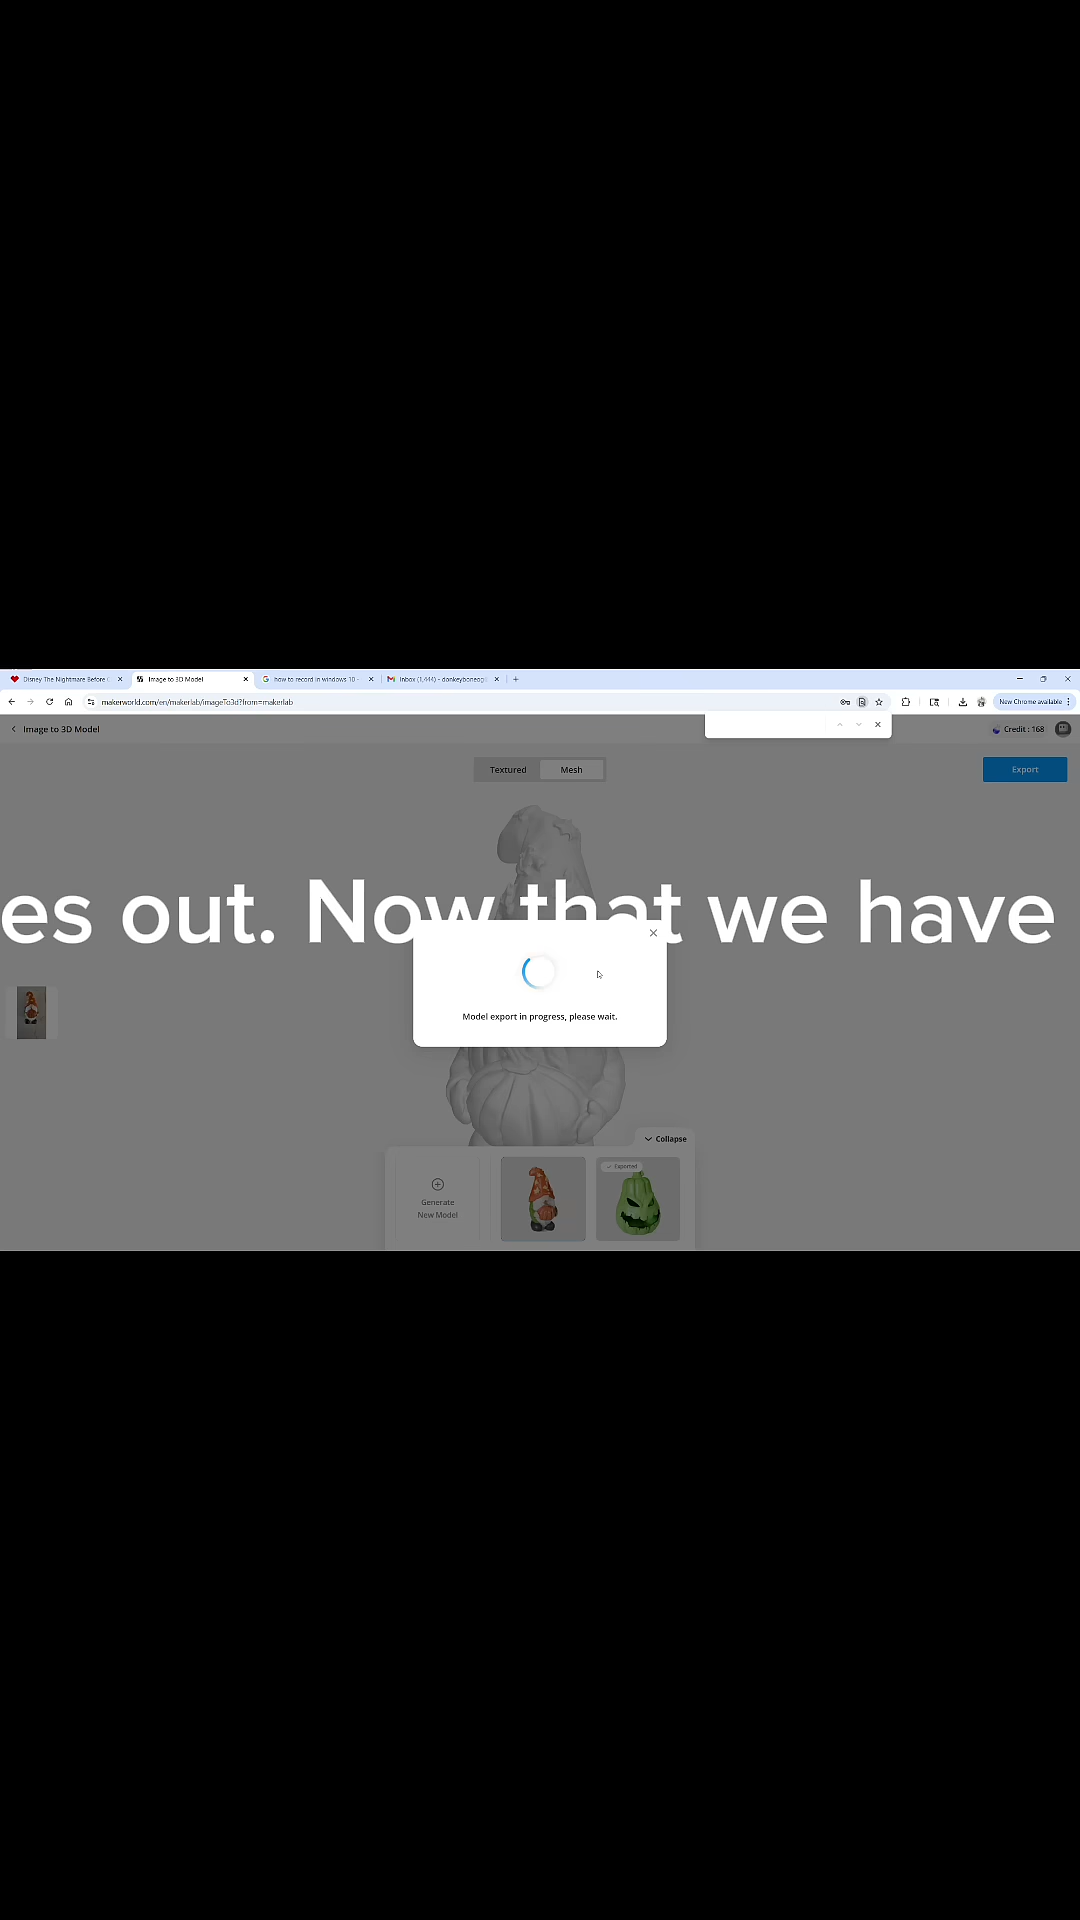 Disney The Nightmare Before
Image to 3D Model
how to record in windows 10 -
Inbox (1,444) -
makerworld.com/en/makerlab/imageTo3d?from=makerlab
New Chrome available
Image to 3D Model
Credit : 168
Textured
Mesh
Export
es out. Now that we have
Model export in progress, please wait.
Collapse
Generate
New Model
Exported